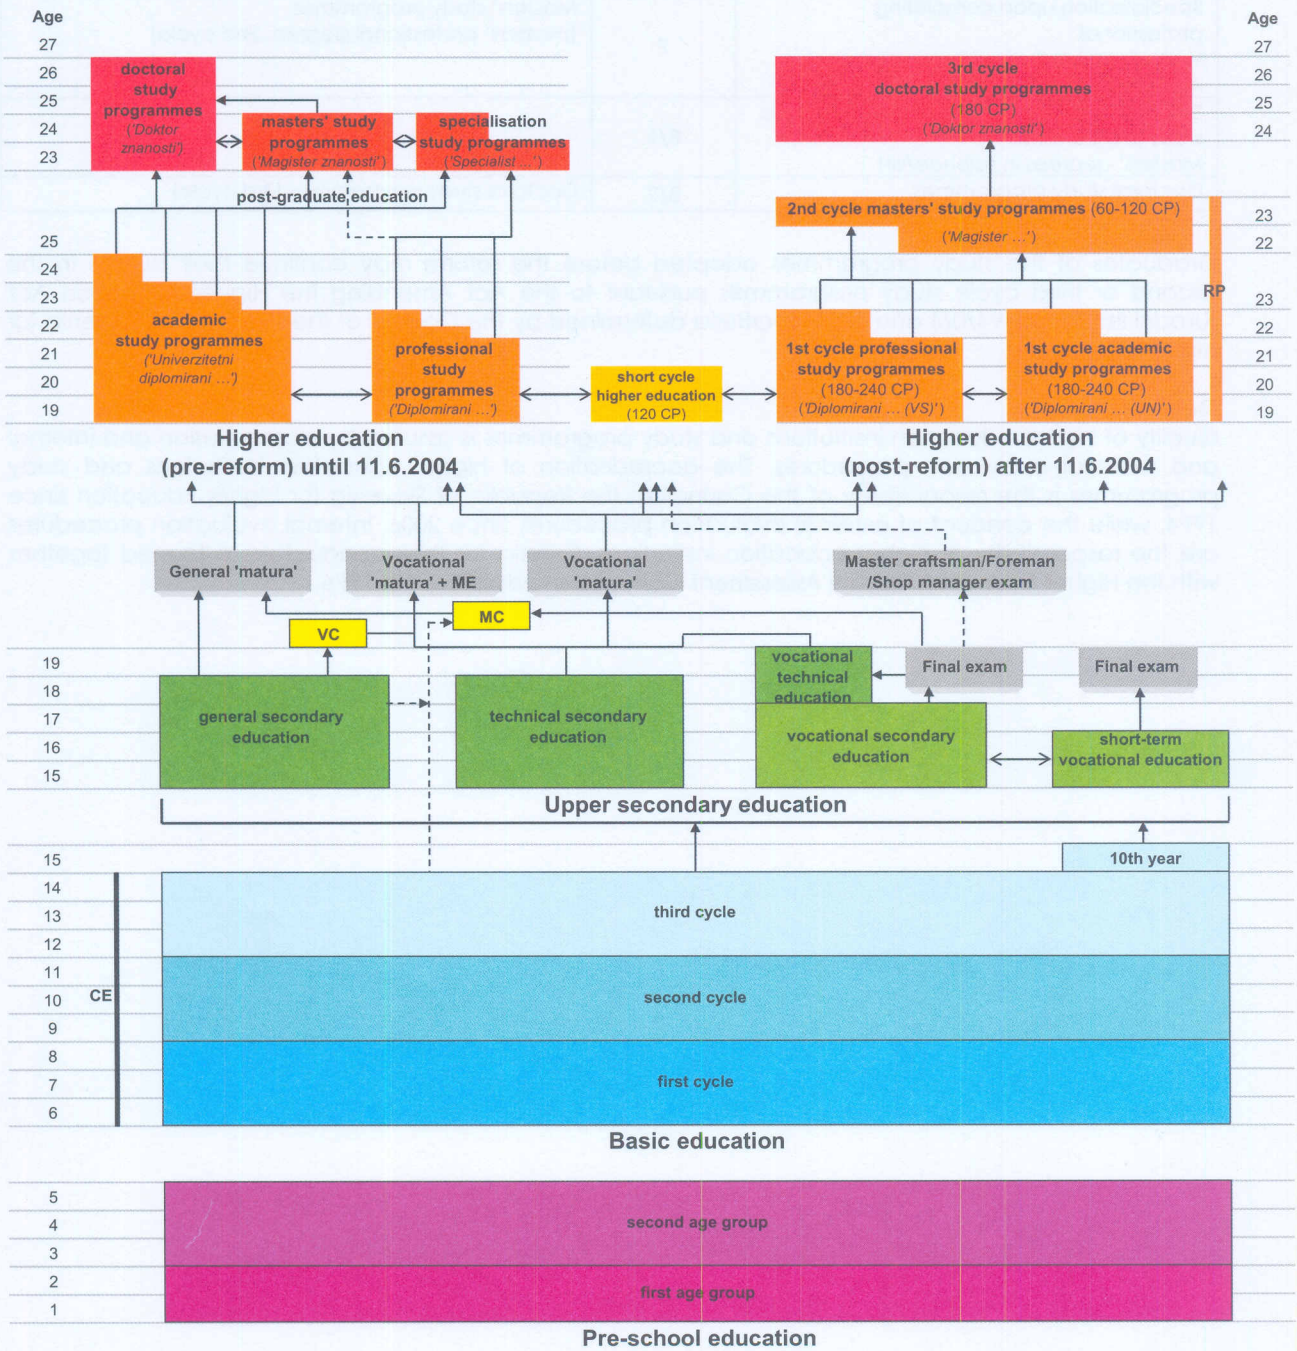 Age
Age
27
26
25
24
23
27
26
25
24
doctoral
study
programmes
('Doktor
znanosti')
masters' study
programmes
('Magister znanosti')
specialisation
study programmes
('Specialist ...')
post-graduate education
3rd cycle
doctoral study programmes
(180 CP)
('Doktor znanosti')
2nd cycle masters' study programmes (60-120 CP)
('Magister ...')
23
22
RP
25
24
23
22
21
20
19
23
22
21
20
19
academic
study programmes
('Univerzitetni
diplomirani ...')
professional
study
programmes
('Diplomirani ...')
short cycle
higher education
(120 CP)
1st cycle professional
study programmes
(180-240 CP)
('Diplomirani ... (VS)')
1st cycle academic
study programmes
(180-240 CP)
('Diplomirani ... (UN)')
Higher education
(pre-reform) until 11.6.2004
Higher education
(post-reform) after 11.6.2004
General 'matura'
Vocational
'matura' + ME
Vocational
'matura'
Master craftsman/Foreman
/Shop manager exam
VC
MC
19
18
17
16
15
general secondary
education
technical secondary
education
vocational
technical
education
Final exam
Final exam
vocational secondary
education
short-term
vocational education
Upper secondary education
15
14
13
12
11
10
9
8
7
6
CE
10th year
third cycle
second cycle
first cycle
Basic education
5
4
3
2
1
second age group
first age group
Pre-school education